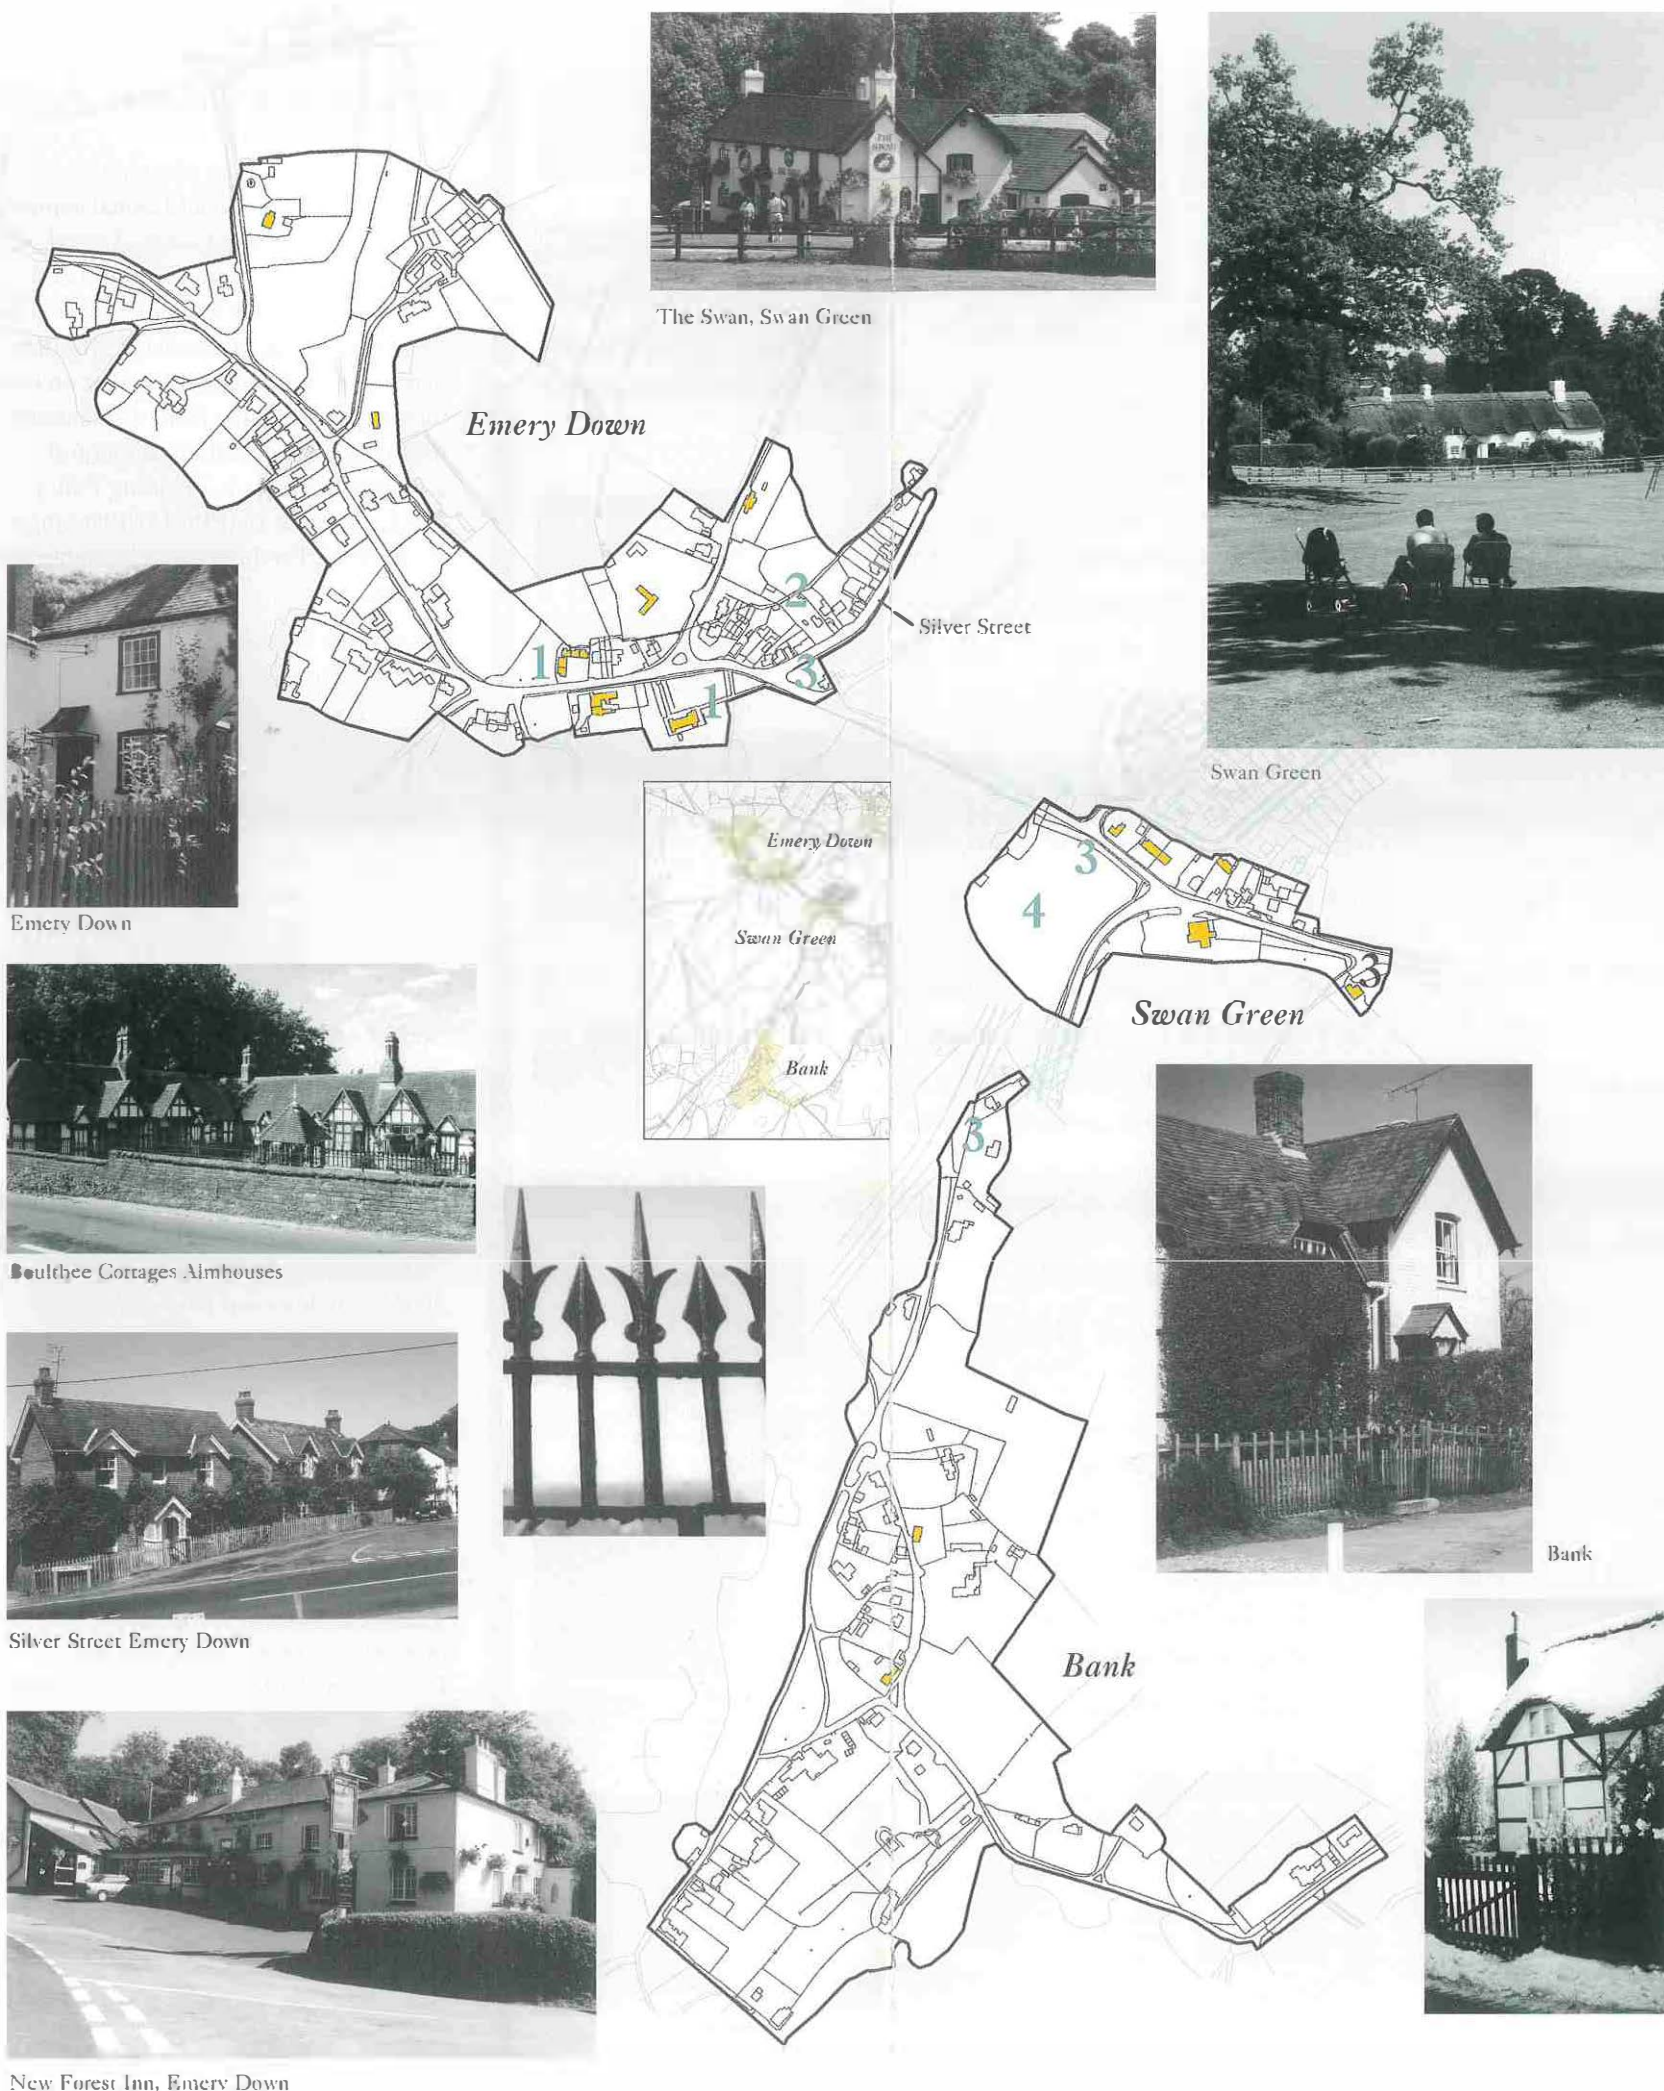 THE SWAN
The Swan, Swan Green
Emery Down
2
Silver Street
1
3
1
Swan Green
Emery Down
Emery Down
Swan Green
Bank
3
4
3
Swan Green
3
Boulthee Cottages Almhouses
Bank
Silver Street Emery Down
Bank
New Forest Inn, Emery Down